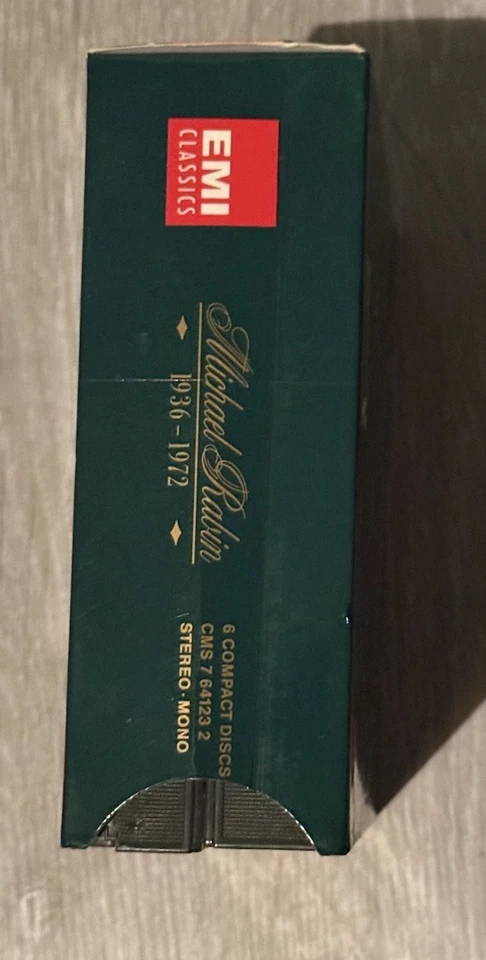 EMI
CLASSICS
Michael Rabin
1936 - 1972
6 COMPACT DISCS
CMS 7 64123 2
STEREO · MONO